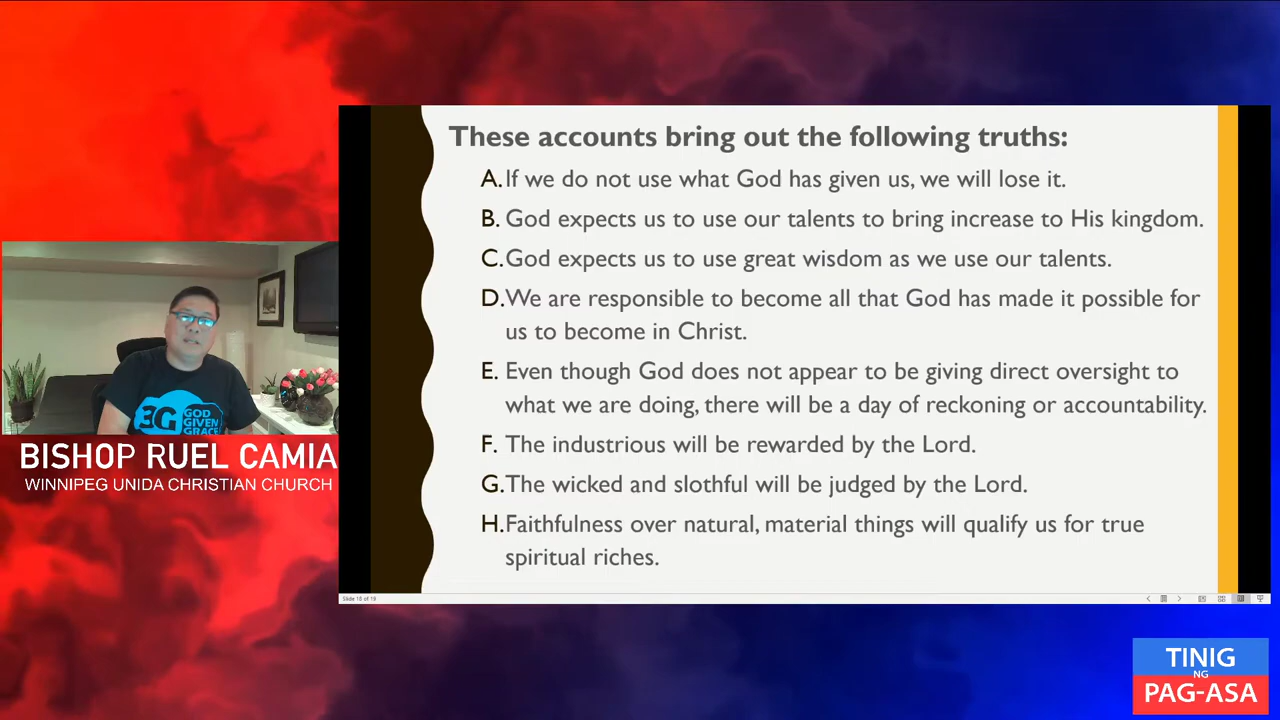 These accounts bring out the following truths:
A. If we do not use what God has given us, we will lose it.
B. God expects us to use our talents to bring increase to His kingdom.
C. God expects us to use great wisdom as we use our talents.
D. We are responsible to become all that God has made it possible for
us to become in Christ.
E. Even though God does not appear to be giving direct oversight to
what we are doing, there will be a day of reckoning or accountability.
F. The industrious will be rewarded by the Lord.
G. The wicked and slothful will be judged by the Lord.
H. Faithfulness over natural, material things will qualify us for true
spiritual riches.
3G GOD
GIVEN
GRACE
BISHOP RUEL CAMIA
WINNIPEG UNIDA CHRISTIAN CHURCH
TINIG
NG
PAG-ASA